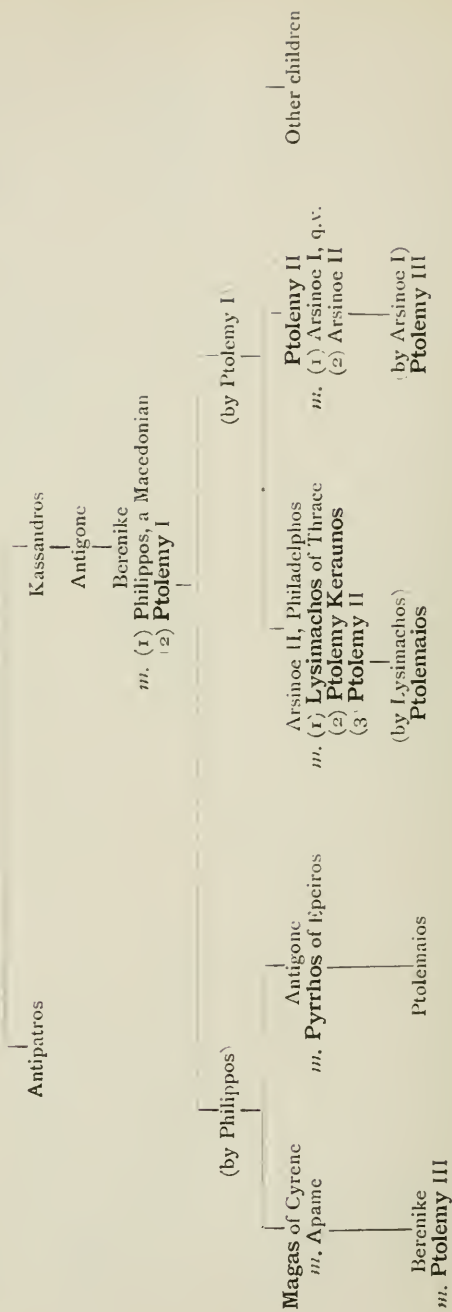 Antipatros
Kassandros
Antigone
Berenike
m. (1) Philippos, a Macedonian
(2) Ptolemy I
(by Philippos)
(by Ptolemy I)
Magas of Cyrene
m. Apame
Antigone
m. Pyrrhos of Epeiros
Arsinoe II, Philadelphos
m. (1) Lysimachos of Thrace
(2) Ptolemy Keraunos
(3) Ptolemy II
Ptolemy II
m. (1) Arsinoe I, q.v.
(2) Arsinoe II
Other children
Berenike
m. Ptolemy III
Ptolemaios
(by Lysimachos)
Ptolemaios
(by Arsinoe I)
Ptolemy III